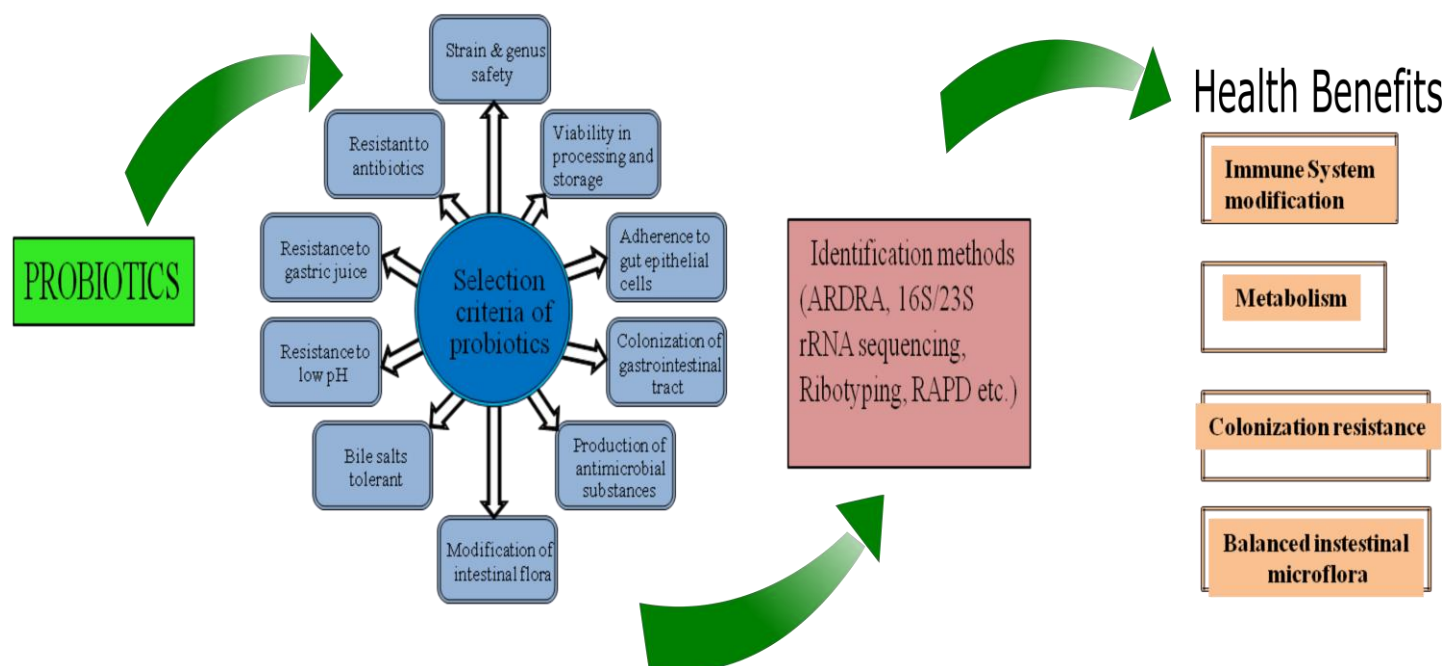 PROBIOTICS
Strain & genus
safety
Viability in
processing and
storage
Adherence to
gut epithelial
cells
Colonization of
gastrointestinal
tract
Production of
antimicrobial
substances
Modification of
intestinal flora
Bile salts
tolerant
Resistance to
low pH
Resistance to
gastric juice
Resistant to
antibiotics
Selection
criteria of
probiotics
Identification methods
(ARDRA, 16S/23S
rRNA sequencing,
Ribotyping, RAPD etc.)
Health Benefits
Immune System
modification
Metabolism
Colonization resistance
Balanced instestinal
microflora